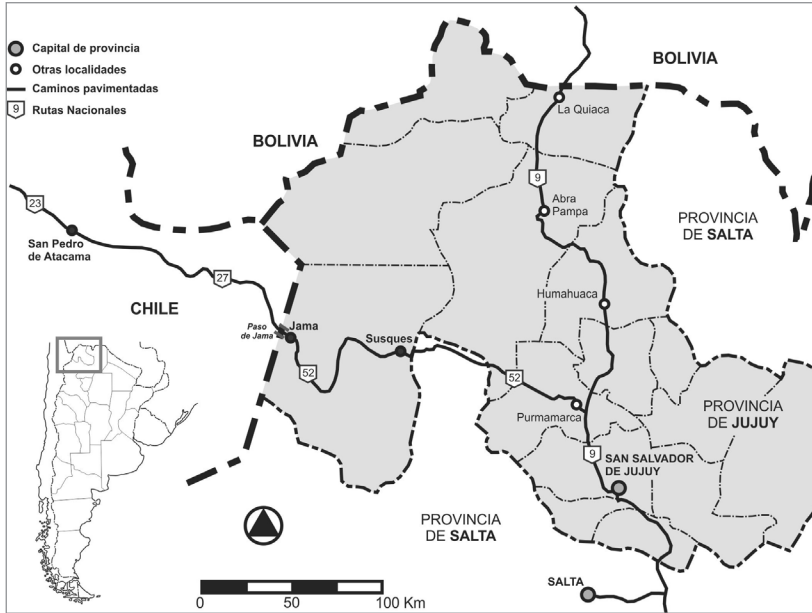 Capital de provincia
Otras localidades
Caminos pavimentadas
9 Rutas Nacionales
BOLIVIA
BOLIVIA
La Quiaca
9
Abra
Pampa
PROVINCIA
DE SALTA
23
San Pedro
de Atacama
27
CHILE
Humahuaca
Paso
de Jama
Jama
Susques
52
52
Purmamarca
PROVINCIA
DE JUJUY
9
SAN SALVADOR
DE JUJUY
PROVINCIA
DE SALTA
SALTA
0 50 100 Km